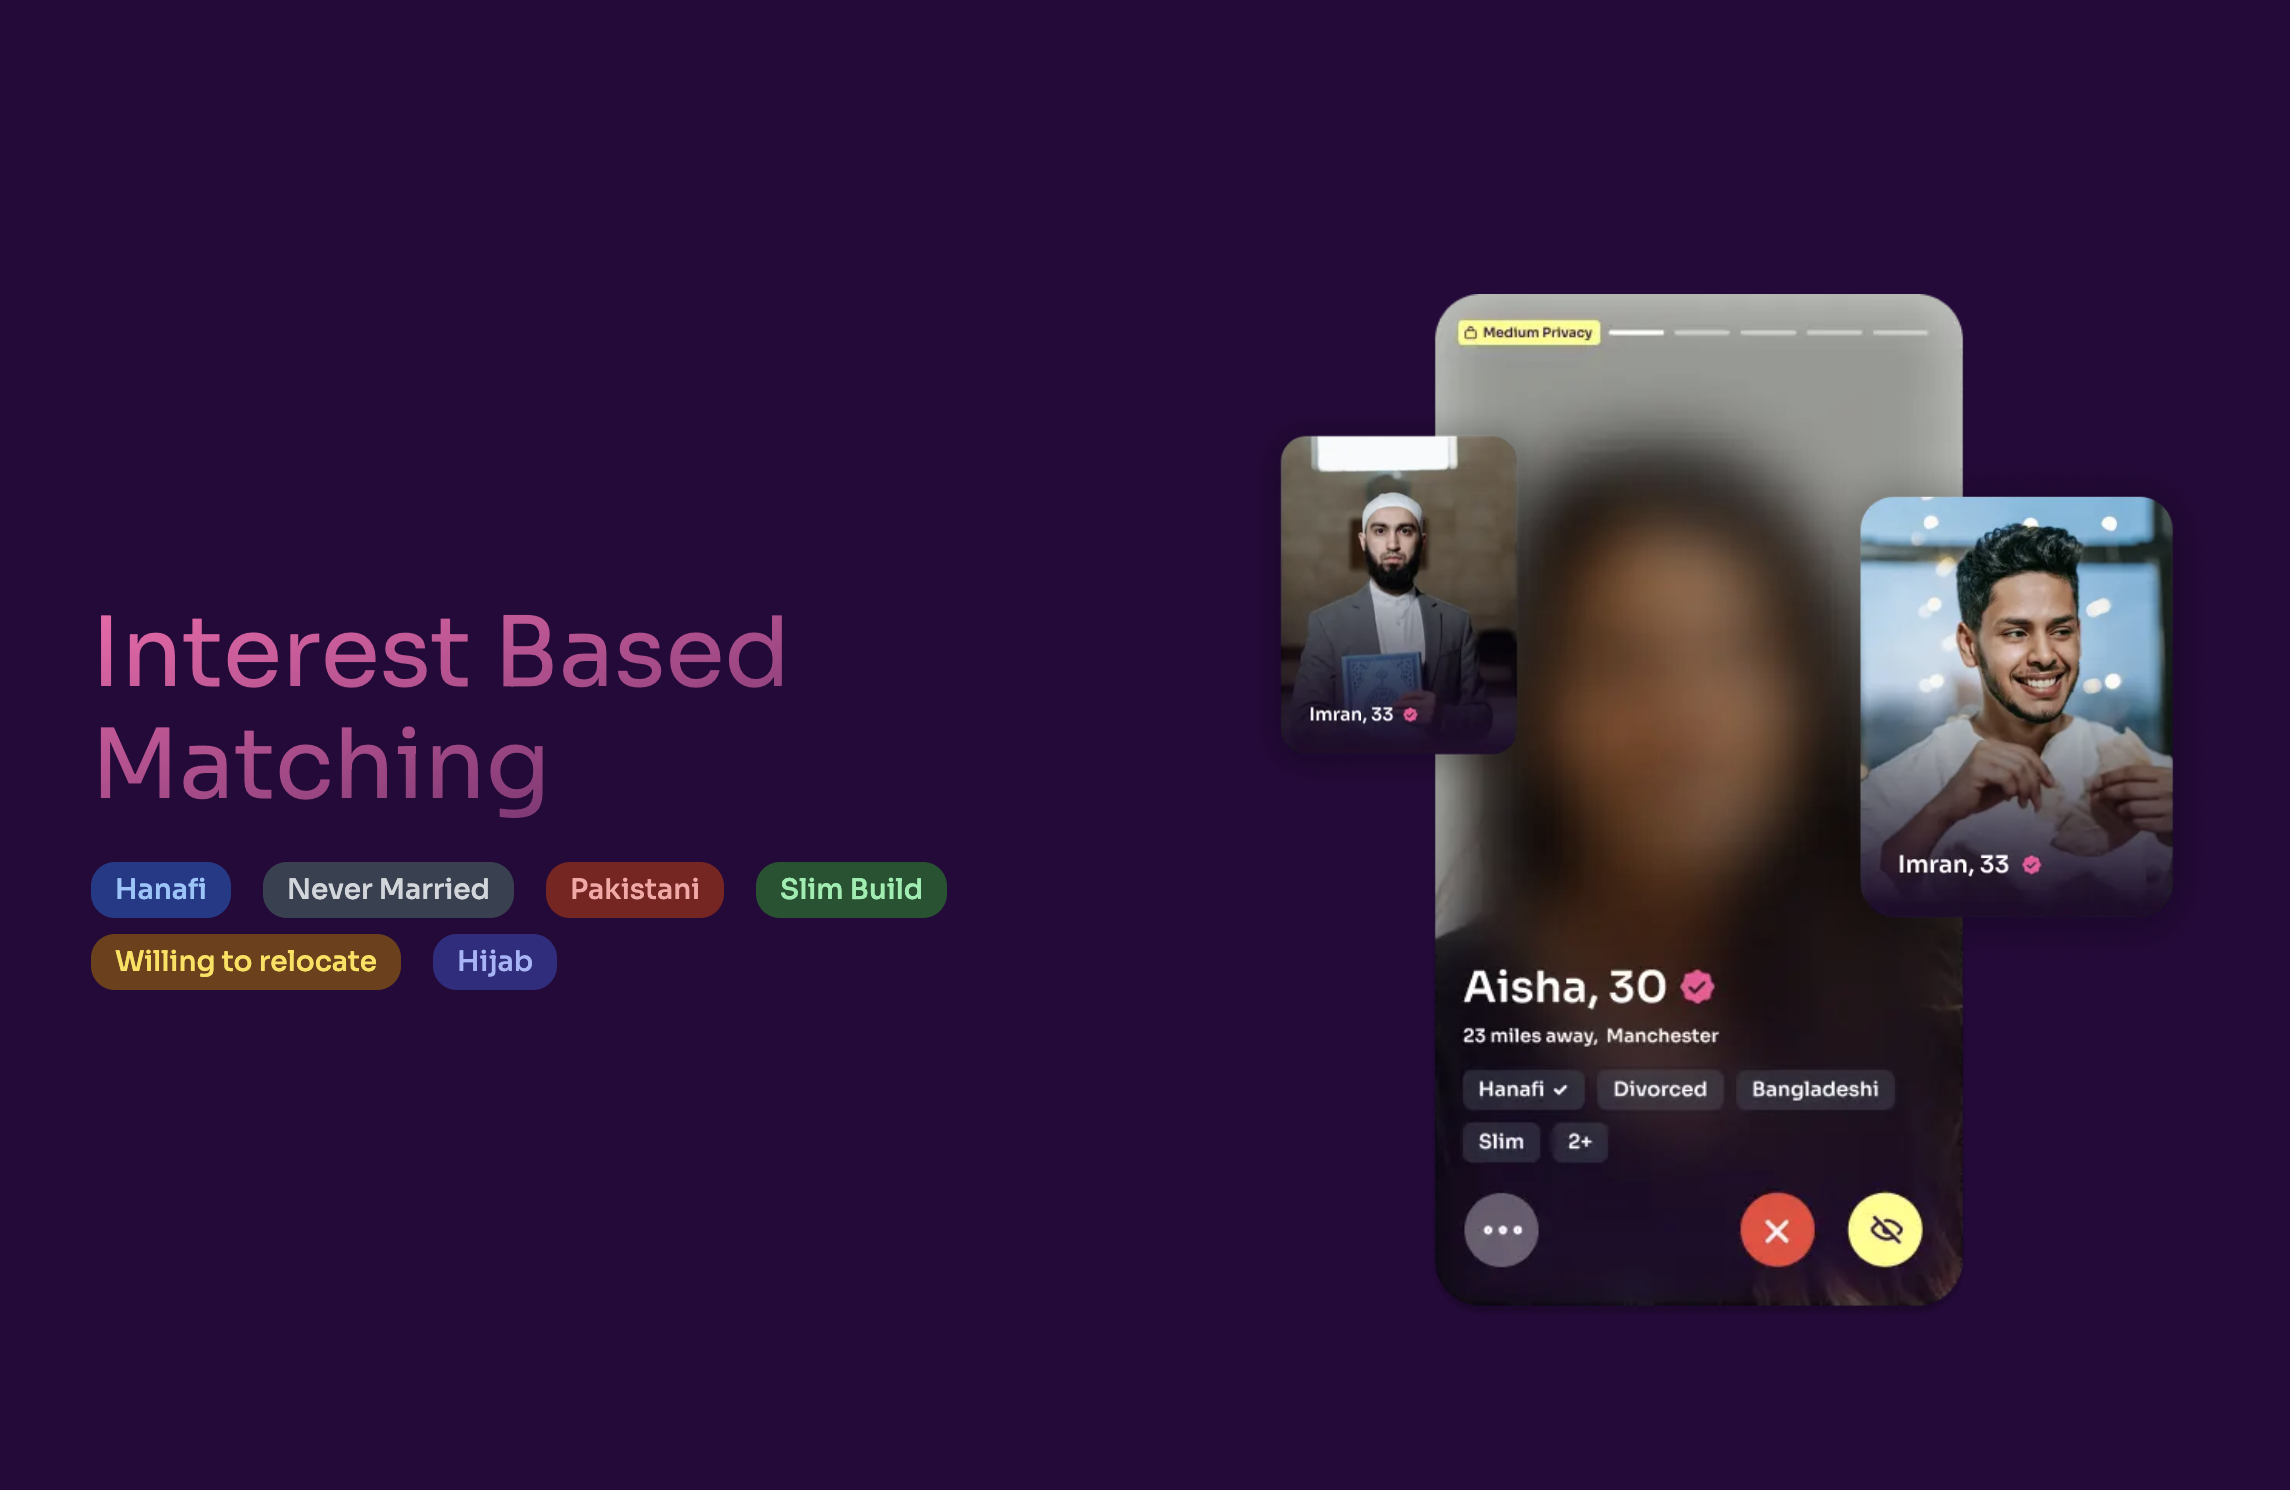 Interest Based
Matching
Hanafi Never Married Pakistani Slim Build
Willing to relocate Hijab
Medium Privacy
Imran, 33
Imran, 33
Aisha, 30
23 miles away, Manchester
Hanafi Divorced Bangladeshi
Slim 2+